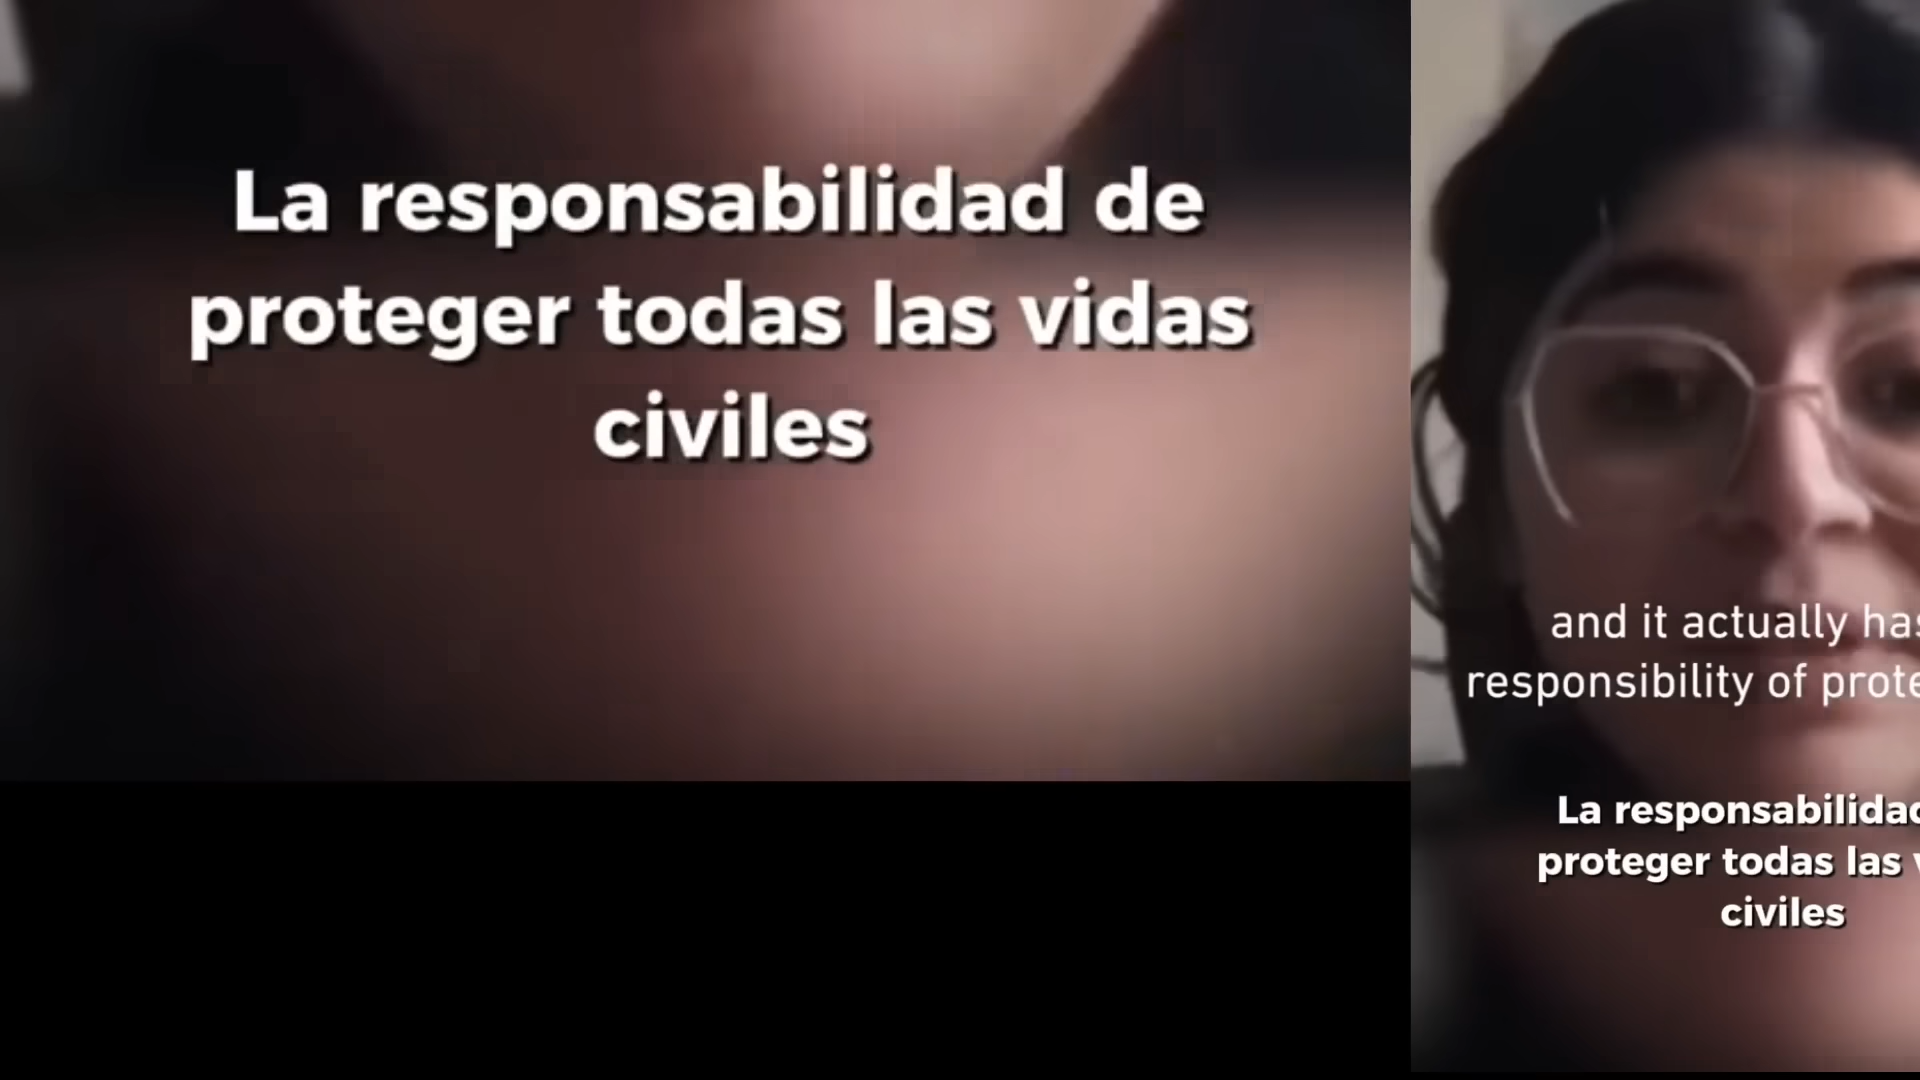 La responsabilidad de
proteger todas las vidas
civiles
and it actually has
responsibility of prote
La responsabilidad
proteger todas las v
civiles